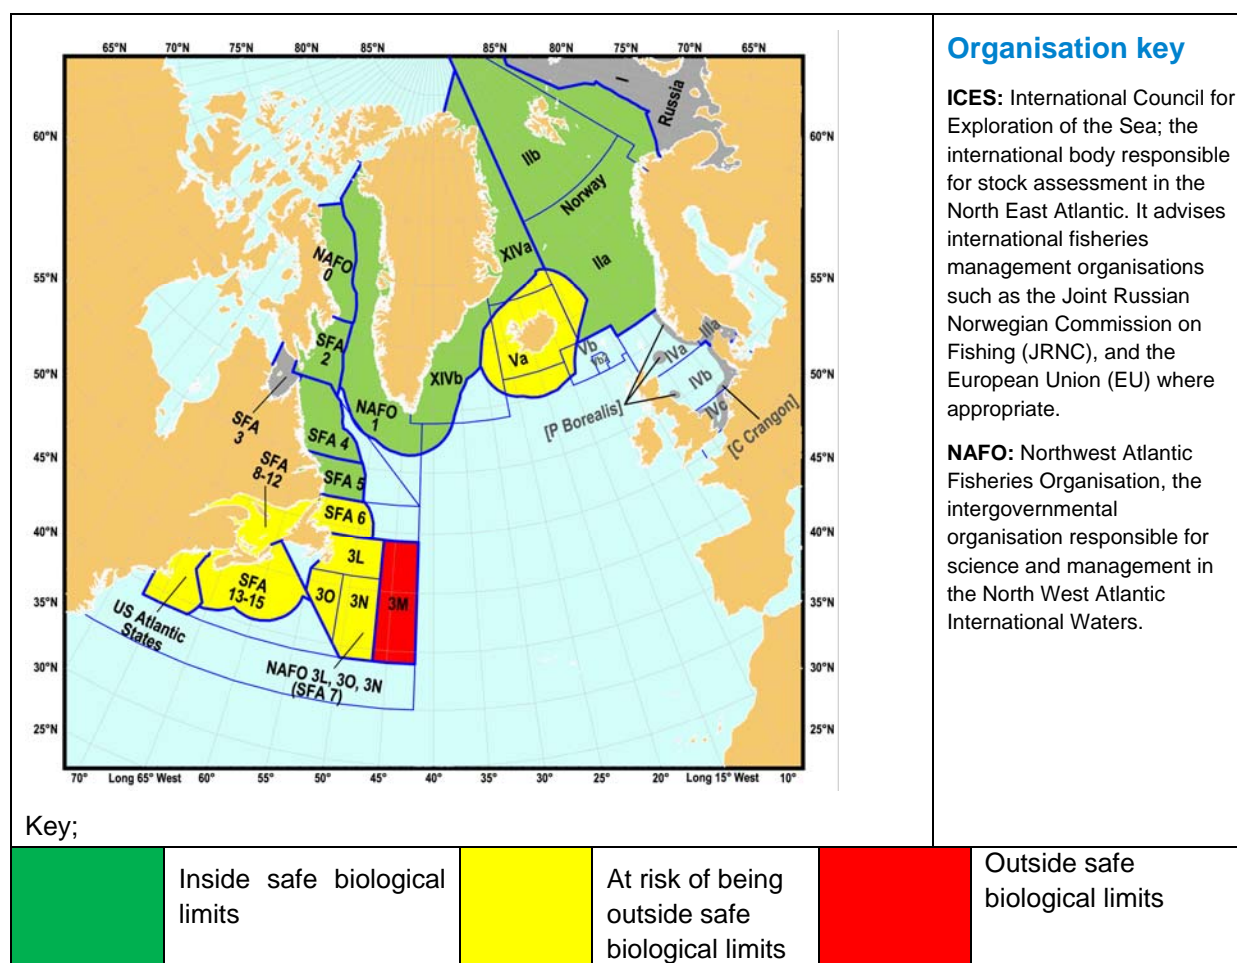 65°N 70°N 75°N 80°N 85°N 85°N 80°N 75°N 70°N 65°N
60°N
55°N
50°N
45°N
40°N
35°N
30°N
25°N
60°N
55°N
50°N
45°N
40°N
35°N
30°N
25°N
70° Long 65° West 60° 55° 50° 45° 40° 35° 30° 25° 20° Long 15° West 10°
I
Russia
IIb
Norway
IIa
XIVa
XIVb
Va
Vb
Vb2
IVa
IIIa
IVb
IVc
[P Borealis]
[C Crangon]
NAFO
0
SFA
2
NAFO
1
SFA
3
SFA 4
SFA
8-12
SFA 5
SFA 6
3L
3O
3N
3M
SFA
13-15
US Atlantic
States
NAFO 3L, 3O, 3N
(SFA 7)
Key;
Organisation key
ICES: International Council for
Exploration of the Sea; the
international body responsible
for stock assessment in the
North East Atlantic. It advises
international fisheries
management organisations
such as the Joint Russian
Norwegian Commission on
Fishing (JRNC), and the
European Union (EU) where
appropriate.
NAFO: Northwest Atlantic
Fisheries Organisation, the
intergovernmental
organisation responsible for
science and management in
the North West Atlantic
International Waters.
Inside safe biological
limits
At risk of being
outside safe
biological limits
Outside safe
biological limits